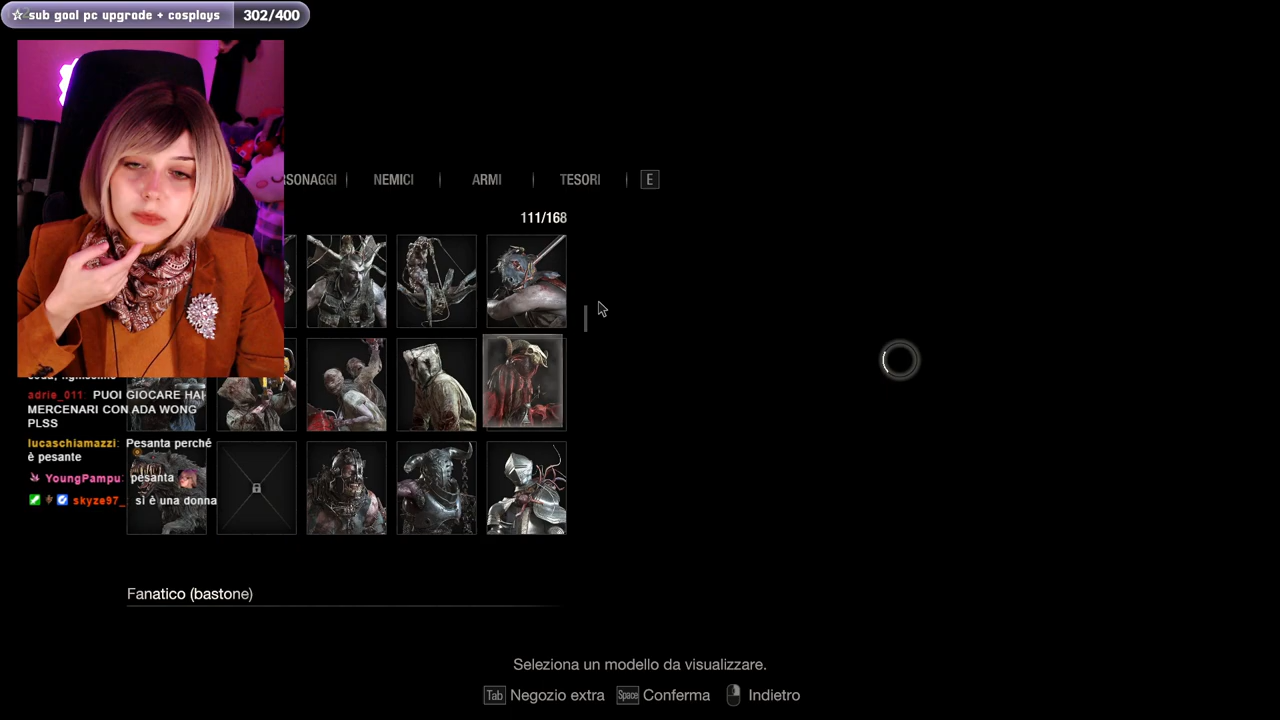 ☆ sub goal pc upgrade + cosplays 302/400
RSONAGGI NEMICI ARMI TESORI E
111/168
adrie_011: PUOI GIOCARE HAI
MERCENARI CON ADA WONG
PLSS
lucaschiamazzi: Pesanta perché
è pesante
YoungPampu: pesanta
skyze97_: sì è una donna
Fanatico (bastone)
Seleziona un modello da visualizzare.
Tab Negozio extra Space Conferma Indietro